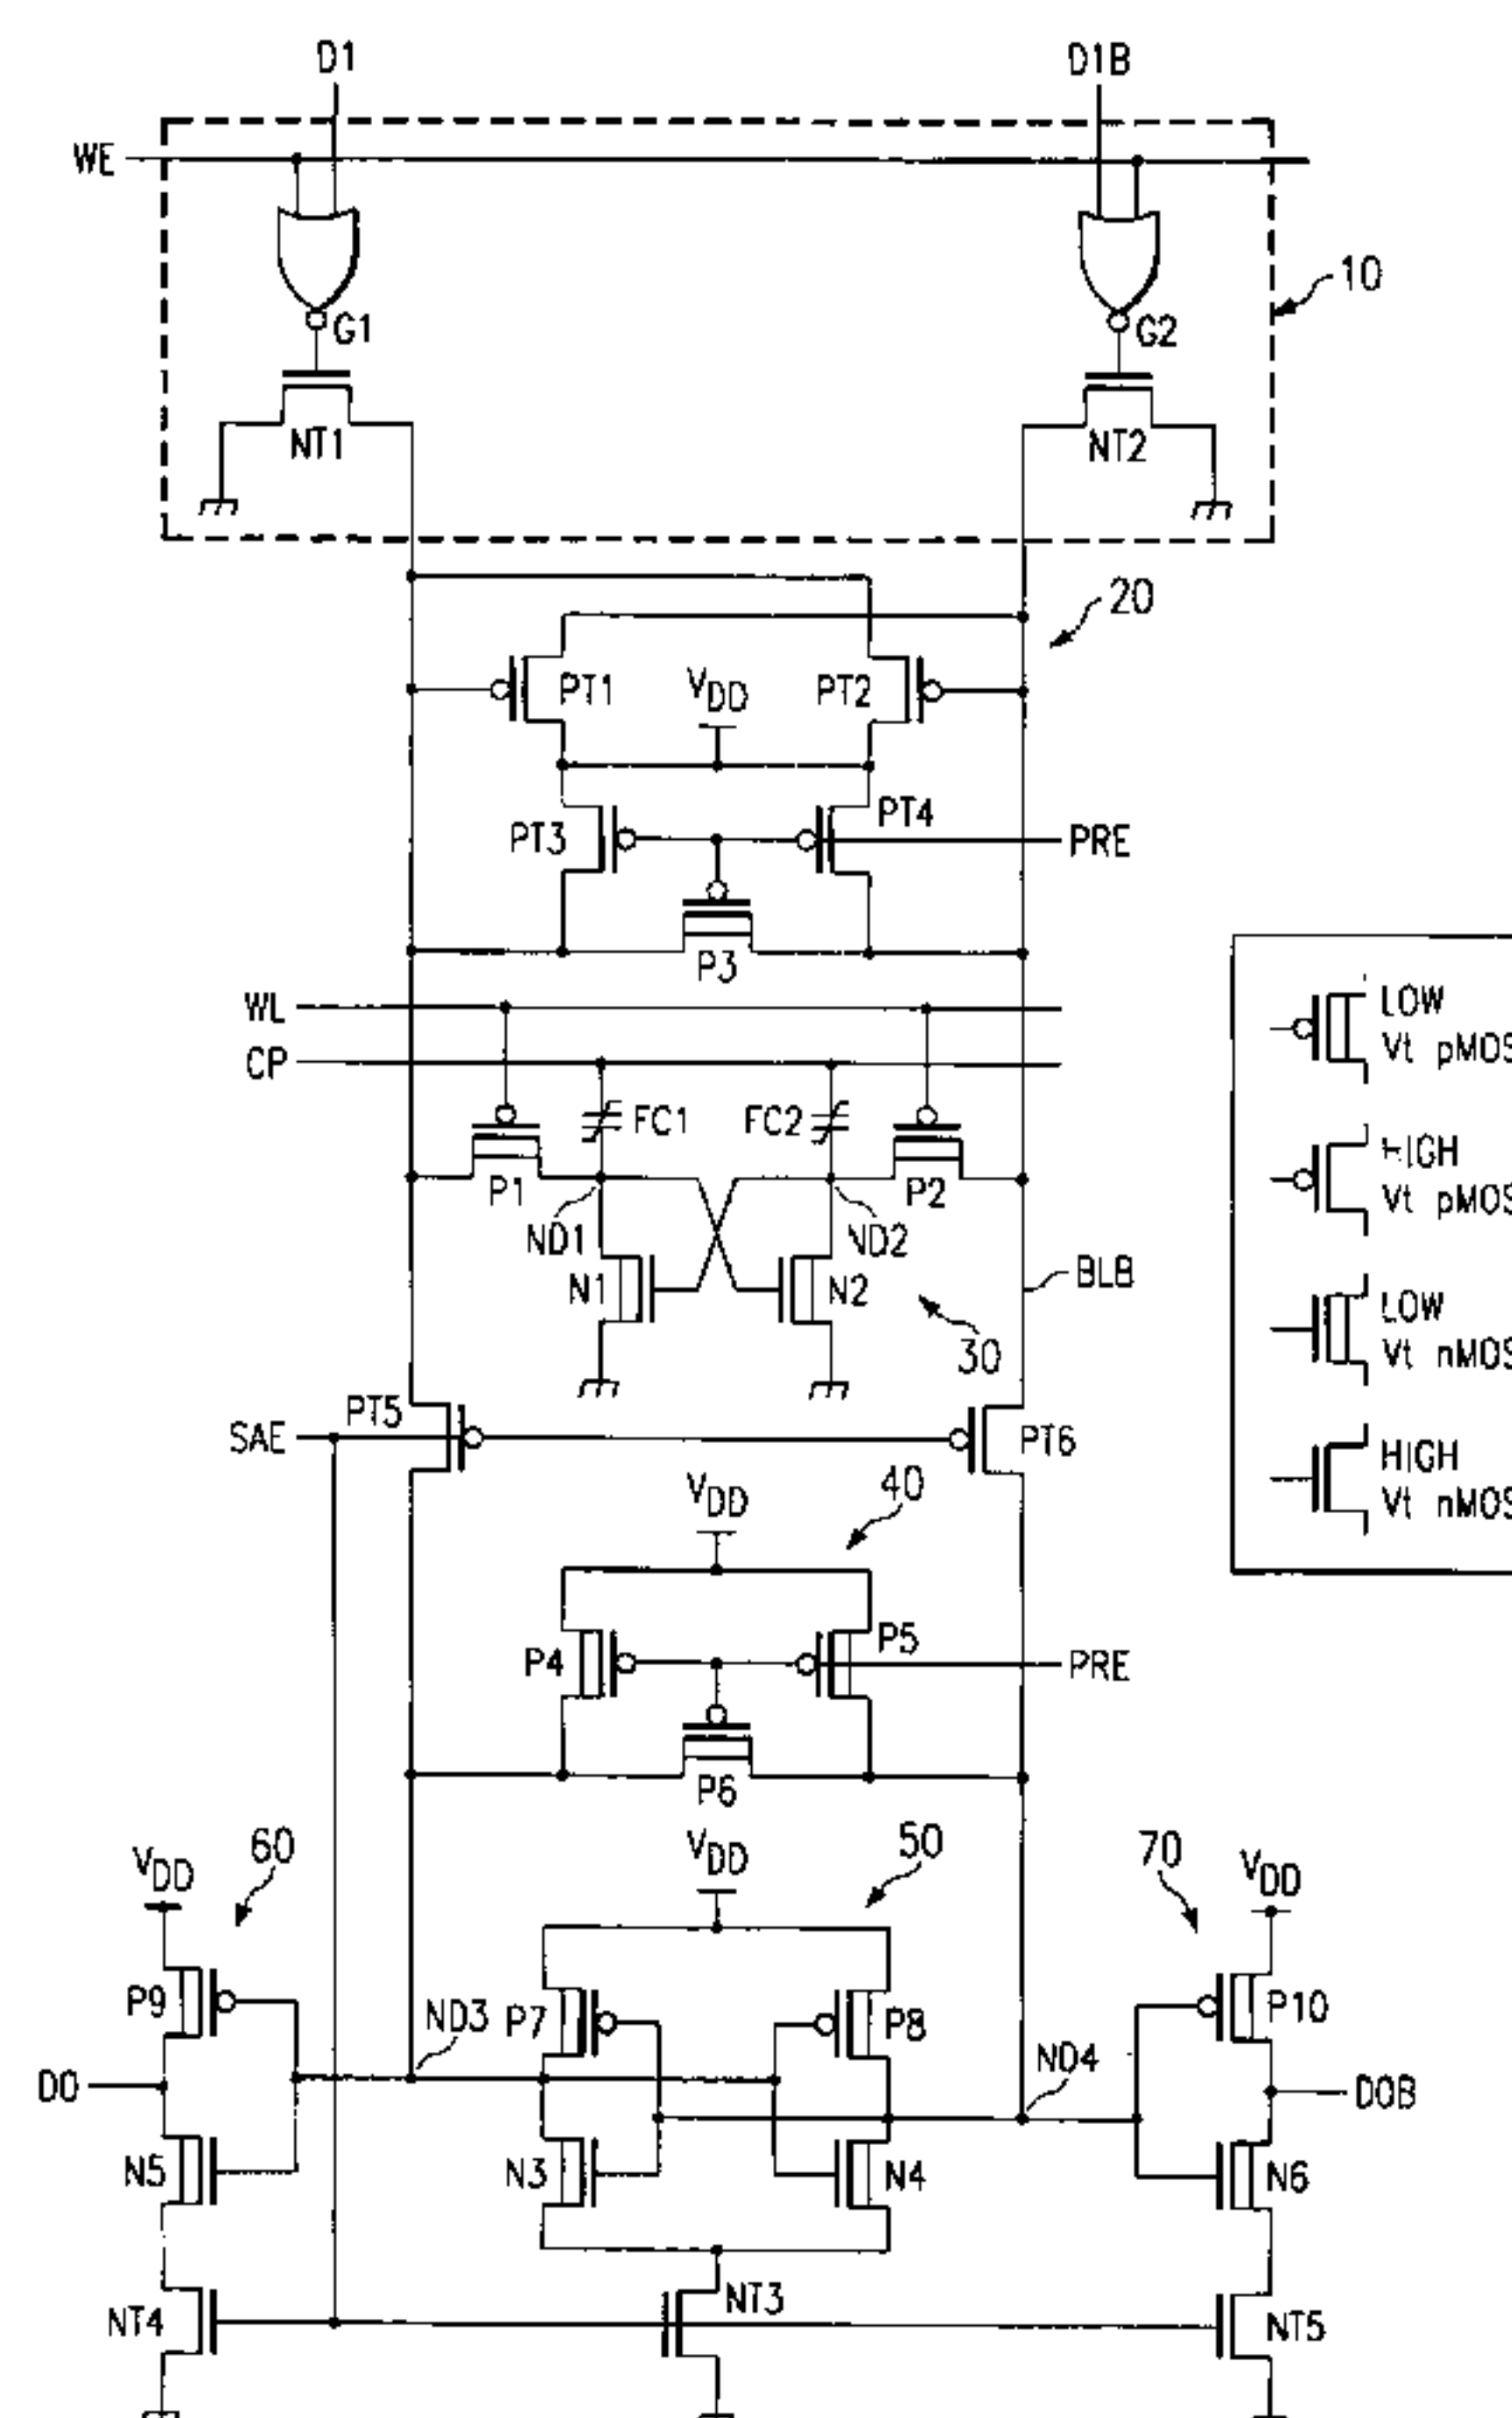 D1 D1B
WE
10
G1 G2
NT1 NT2
20
PT1 VDD PT2
PT3 PT4 PRE
P3
WL
CP
FC1 FC2
P1 P2
ND1 ND2
N1 N2 BLB
30
LOW
Vt pMOS
HIGH
Vt pMOS
LOW
Vt nMOS
HIGH
Vt nMOS
PT5
SAE PT6
VDD 40
P4 P5 PRE
P6
VDD 60 VDD 50 70 VDD
P9 ND3 P7 P8 P10
ND4
DO DOB
N5 N3 N4 N6
NT4 NT3 NT5